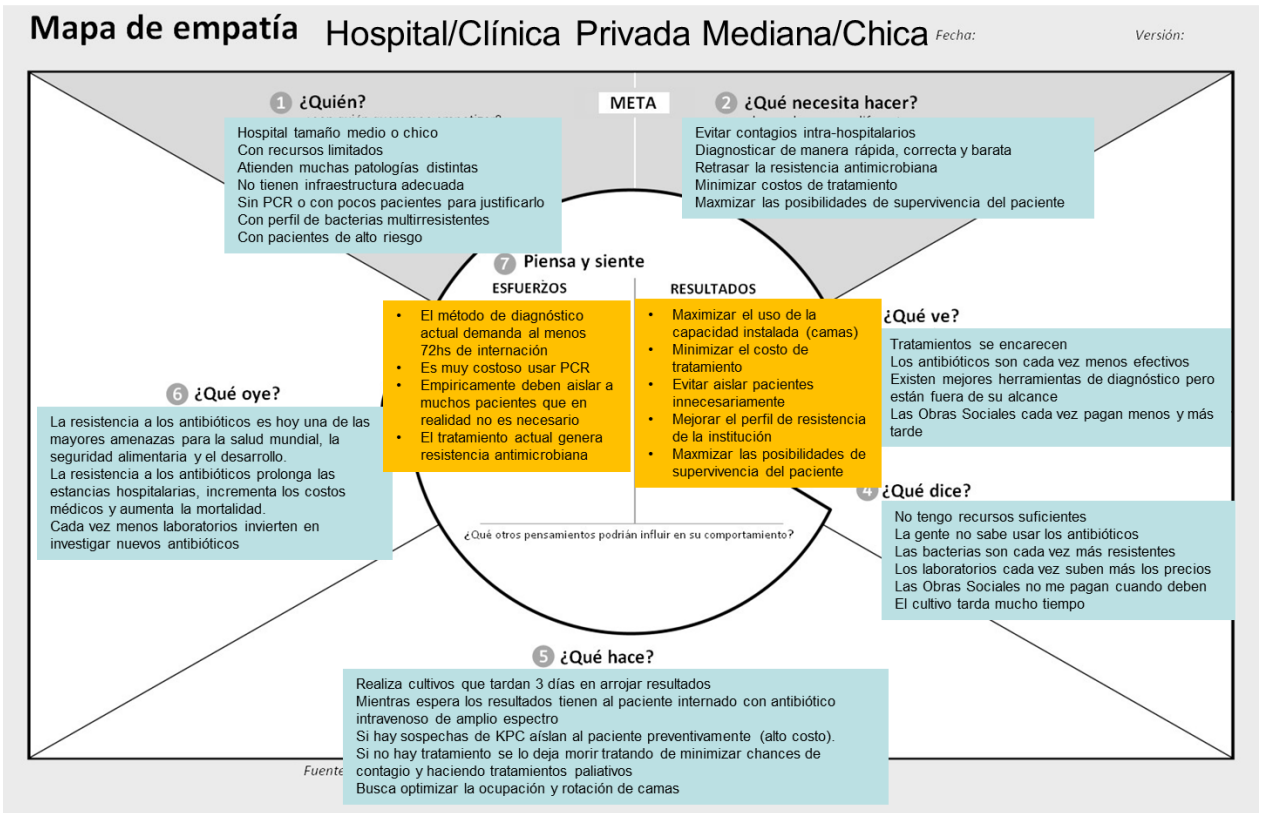 Mapa de empatía
Hospital/Clínica Privada Mediana/Chica
Fecha:
Versión:
META
1 ¿Quién?
Hospital tamaño medio o chico
Con recursos limitados
Atienden muchas patologías distintas
No tienen infraestructura adecuada
Sin PCR o con pocos pacientes para justificarlo
Con perfil de bacterias multirresistentes
Con pacientes de alto riesgo
2 ¿Qué necesita hacer?
Evitar contagios intra-hospitalarios
Diagnosticar de manera rápida, correcta y barata
Retrasar la resistencia antimicrobiana
Minimizar costos de tratamiento
Maxmizar las posibilidades de supervivencia del paciente
7 Piensa y siente
ESFUERZOS
• El método de diagnóstico
actual demanda al menos
72hs de internación
• Es muy costoso usar PCR
• Empiricamente deben aislar a
muchos pacientes que en
realidad no es necesario
• El tratamiento actual genera
resistencia antimicrobiana
RESULTADOS
• Maximizar el uso de la
capacidad instalada (camas)
• Minimizar el costo de
tratamiento
• Evitar aislar pacientes
innecesariamente
• Mejorar el perfil de resistencia
de la institución
• Maxmizar las posibilidades de
supervivencia del paciente
¿Qué otros pensamientos podrián influir en su comportamiento?
¿Qué ve?
Tratamientos se encarecen
Los antibióticos son cada vez menos efectivos
Existen mejores herramientas de diagnóstico pero
están fuera de su alcance
Las Obras Sociales cada vez pagan menos y más
tarde
4 ¿Qué dice?
No tengo recursos suficientes
La gente no sabe usar los antibióticos
Las bacterias son cada vez más resistentes
Los laboratorios cada vez suben más los precios
Las Obras Sociales no me pagan cuando deben
El cultivo tarda mucho tiempo
5 ¿Qué hace?
Realiza cultivos que tardan 3 días en arrojar resultados
Mientras espera los resultados tienen al paciente internado con antibiótico
intravenoso de amplio espectro
Si hay sospechas de KPC aíslan al paciente preventivamente (alto costo).
Si no hay tratamiento se lo deja morir tratando de minimizar chances de
contagio y haciendo tratamientos paliativos
Busca optimizar la ocupación y rotación de camas
6 ¿Qué oye?
La resistencia a los antibióticos es hoy una de las
mayores amenazas para la salud mundial, la
seguridad alimentaria y el desarrollo.
La resistencia a los antibióticos prolonga las
estancias hospitalarias, incrementa los costos
médicos y aumenta la mortalidad.
Cada vez menos laboratorios invierten en
investigar nuevos antibióticos
Fuente